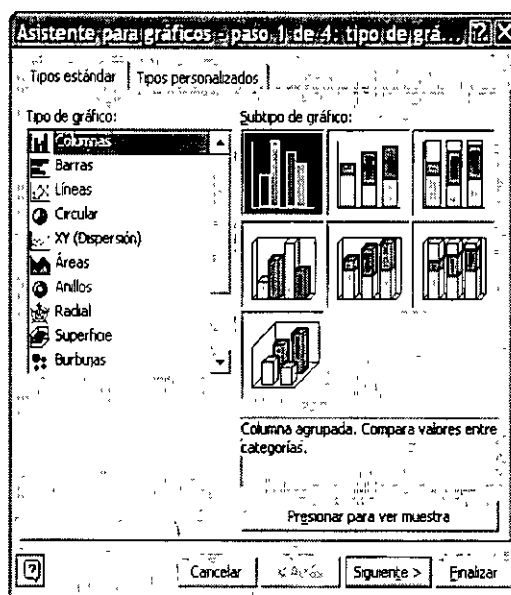 Asistente para gráficos - paso 1 de 4: tipo de grá...
Tipos estándar
Tipos personalizados
Tipo de gráfico:
Subtipo de gráfico:
Columnas
Barras
Líneas
Circular
XY (Dispersión)
Áreas
Anillos
Radial
Superficie
Burbujas
Columna agrupada. Compara valores entre
categorías.
Presionar para ver muestra
Cancelar
Siguiente >
Finalizar